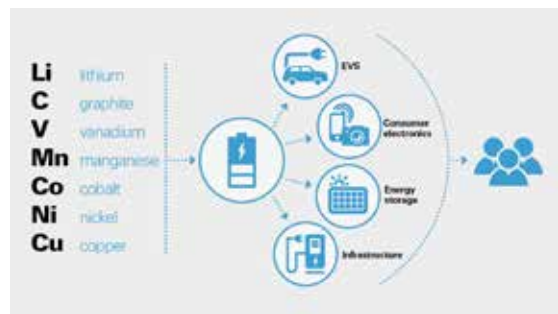 Li lithium
C graphite
V vanadium
Mn manganese
Co cobalt
Ni nickel
Cu copper
EVS
Consumer
electronics
Energy
storage
Infrastructure